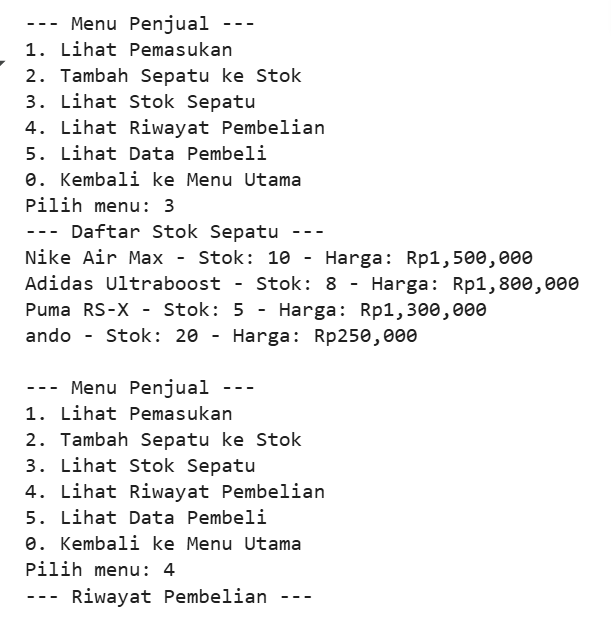 --- Menu Penjual ---
1. Lihat Pemasukan
2. Tambah Sepatu ke Stok
3. Lihat Stok Sepatu
4. Lihat Riwayat Pembelian
5. Lihat Data Pembeli
0. Kembali ke Menu Utama
Pilih menu: 3
--- Daftar Stok Sepatu ---
Nike Air Max - Stok: 10 - Harga: Rp1,500,000
Adidas Ultraboost - Stok: 8 - Harga: Rp1,800,000
Puma RS-X - Stok: 5 - Harga: Rp1,300,000
ando - Stok: 20 - Harga: Rp250,000
--- Menu Penjual ---
1. Lihat Pemasukan
2. Tambah Sepatu ke Stok
3. Lihat Stok Sepatu
4. Lihat Riwayat Pembelian
5. Lihat Data Pembeli
0. Kembali ke Menu Utama
Pilih menu: 4
--- Riwayat Pembelian ---